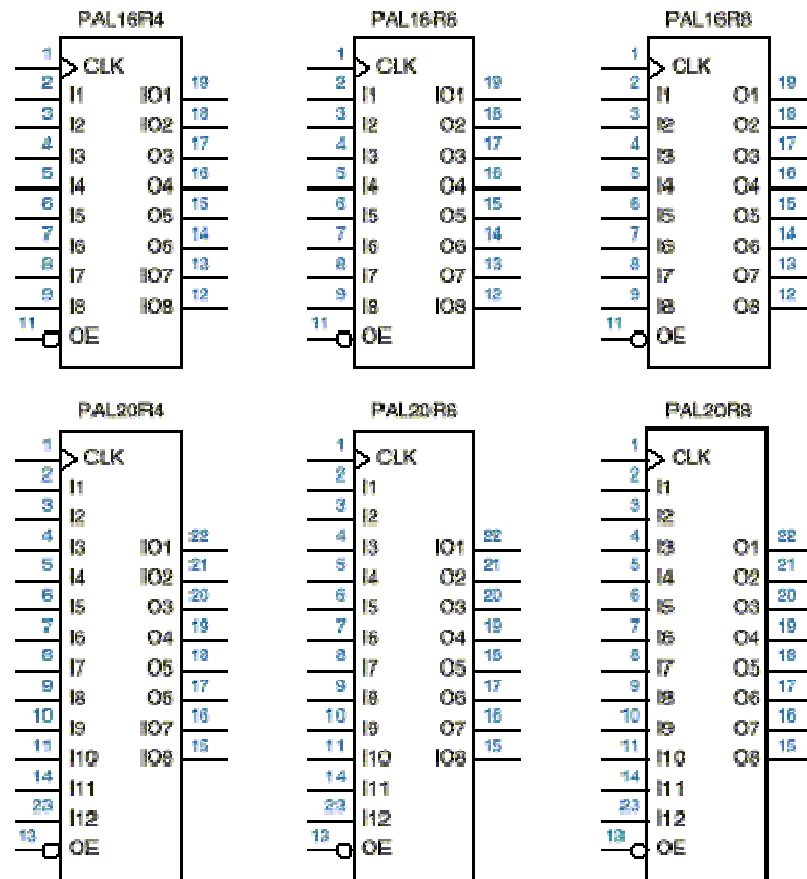 PAL16R4
1 CLK
2 I1 IO1 19
3 I2 IO2 18
4 I3 O3 17
5 I4 O4 16
6 I5 O5 15
7 I6 O6 14
8 I7 IO7 13
9 I8 IO8 12
11 OE
PAL16R6
1 CLK
2 I1 IO1 19
3 I2 O2 18
4 I3 O3 17
5 I4 O4 16
6 I5 O5 15
7 I6 O6 14
8 I7 O7 13
9 I8 IO8 12
11 OE
PAL16R8
1 CLK
2 I1 O1 19
3 I2 O2 18
4 I3 O3 17
5 I4 O4 16
6 I5 O5 15
7 I6 O6 14
8 I7 O7 13
9 I8 O8 12
11 OE
PAL20R4
1 CLK
2 I1
3 I2
4 I3 IO1 22
5 I4 IO2 21
6 I5 O3 20
7 I6 O4 19
8 I7 O5 18
9 I8 O6 17
10 I9 IO7 16
11 I10 IO8 15
14 I11
23 I12
13 OE
PAL20R6
1 CLK
2 I1
3 I2
4 I3 IO1 22
5 I4 O2 21
6 I5 O3 20
7 I6 O4 19
8 I7 O5 18
9 I8 O6 17
10 I9 O7 16
11 I10 IO8 15
14 I11
23 I12
13 OE
PAL20R8
1 CLK
2 I1
3 I2
4 I3 O1 22
5 I4 O2 21
6 I5 O3 20
7 I6 O4 19
8 I7 O5 18
9 I8 O6 17
10 I9 O7 16
11 I10 O8 15
14 I11
23 I12
13 OE